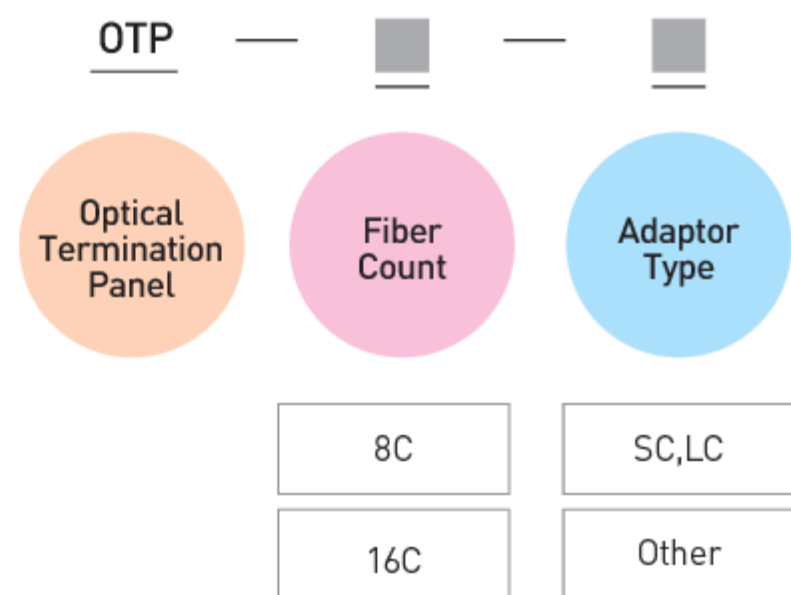 OTP
Optical
Termination
Panel
Fiber
Count
Adaptor
Type
8C
SC,LC
16C
Other